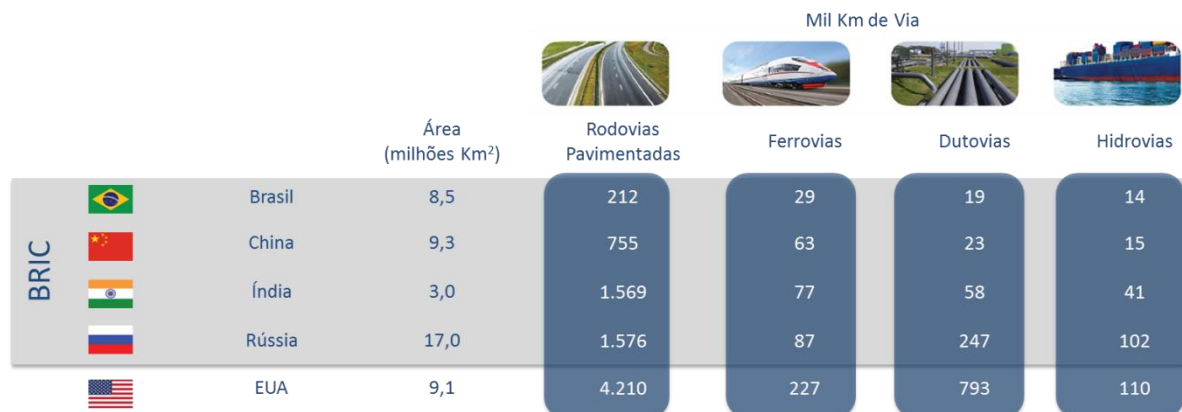 Mil Km de Via
Área
(milhões Km²)
Rodovias
Pavimentadas
Ferrovias
Dutovias
Hidrovias
BRIC
Brasil 8,5 212 29 19 14
China 9,3 755 63 23 15
Índia 3,0 1.569 77 58 41
Rússia 17,0 1.576 87 247 102
EUA 9,1 4.210 227 793 110